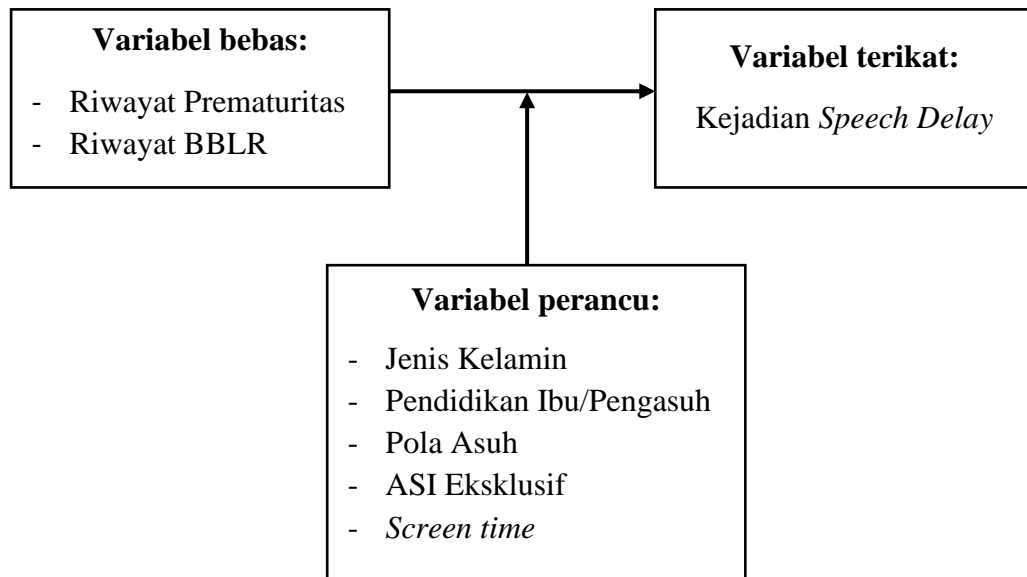 Variabel bebas:
- Riwayat Prematuritas
- Riwayat BBLR
Variabel terikat:
Kejadian Speech Delay
Variabel perancu:
- Jenis Kelamin
- Pendidikan Ibu/Pengasuh
- Pola Asuh
- ASI Eksklusif
- Screen time